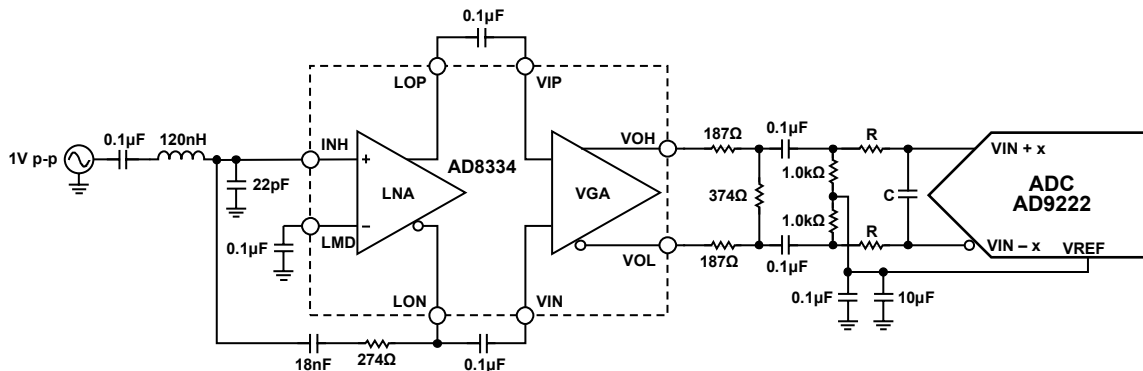 0.1µF
LOP
VIP
0.1µF
120nH
1V p-p
INH
+
AD8334
VOH
187Ω
0.1µF
R
VIN + x
22pF
LNA
VGA
374Ω
1.0kΩ
C
ADC
AD9222
1.0kΩ
–
LMD
0.1µF
VOL
187Ω
0.1µF
R
VIN – x
VREF
LON
VIN
0.1µF
10µF
18nF
274Ω
0.1µF